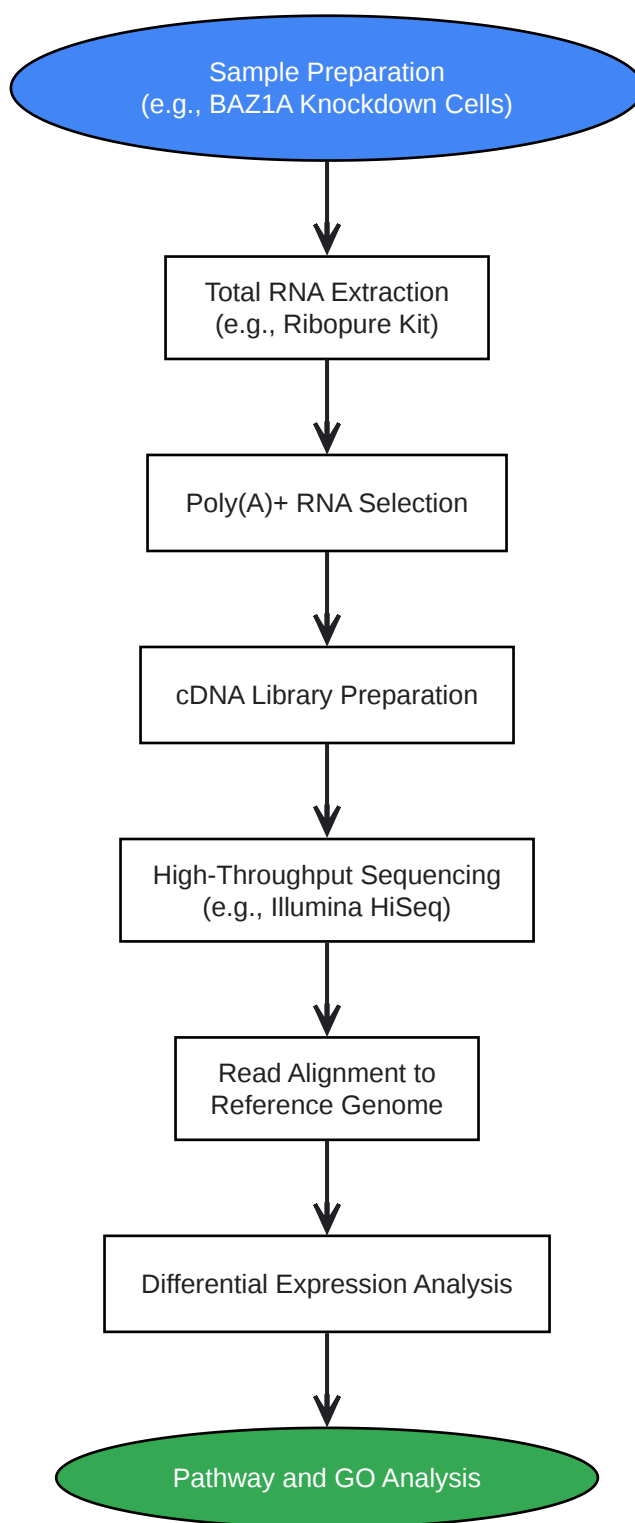 Sample Preparation
(e.g., BAZ1A Knockdown Cells)
Total RNA Extraction
(e.g., Ribopure Kit)
Poly(A)+ RNA Selection
cDNA Library Preparation
High-Throughput Sequencing
(e.g., Illumina HiSeq)
Read Alignment to
Reference Genome
Differential Expression Analysis
Pathway and GO Analysis